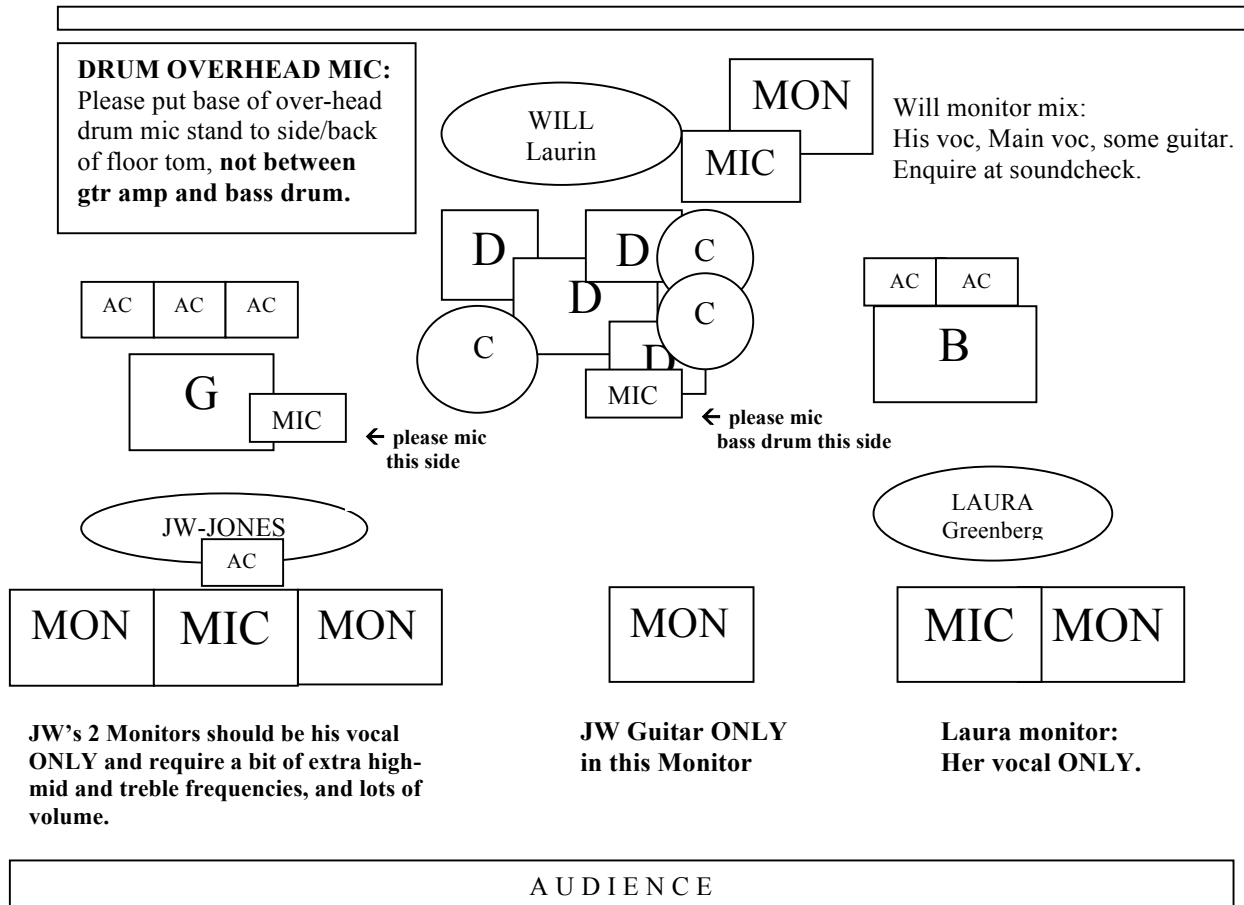 DRUM OVERHEAD MIC:
Please put base of over-head
drum mic stand to side/back
of floor tom, not between
gtr amp and bass drum.
WILL
Laurin
MON
MIC
Will monitor mix:
His voc, Main voc, some guitar.
Enquire at soundcheck.
D
D
C
D
C
C
D
MIC
← please mic
bass drum this side
AC
AC
AC
G
MIC
← please mic
this side
AC
AC
B
JW-JONES
AC
LAURA
Greenberg
MON
MIC
MON
MON
MIC
MON
JW's 2 Monitors should be his vocal
ONLY and require a bit of extra high-
mid and treble frequencies, and lots of
volume.
JW Guitar ONLY
in this Monitor
Laura monitor:
Her vocal ONLY.
A U D I E N C E